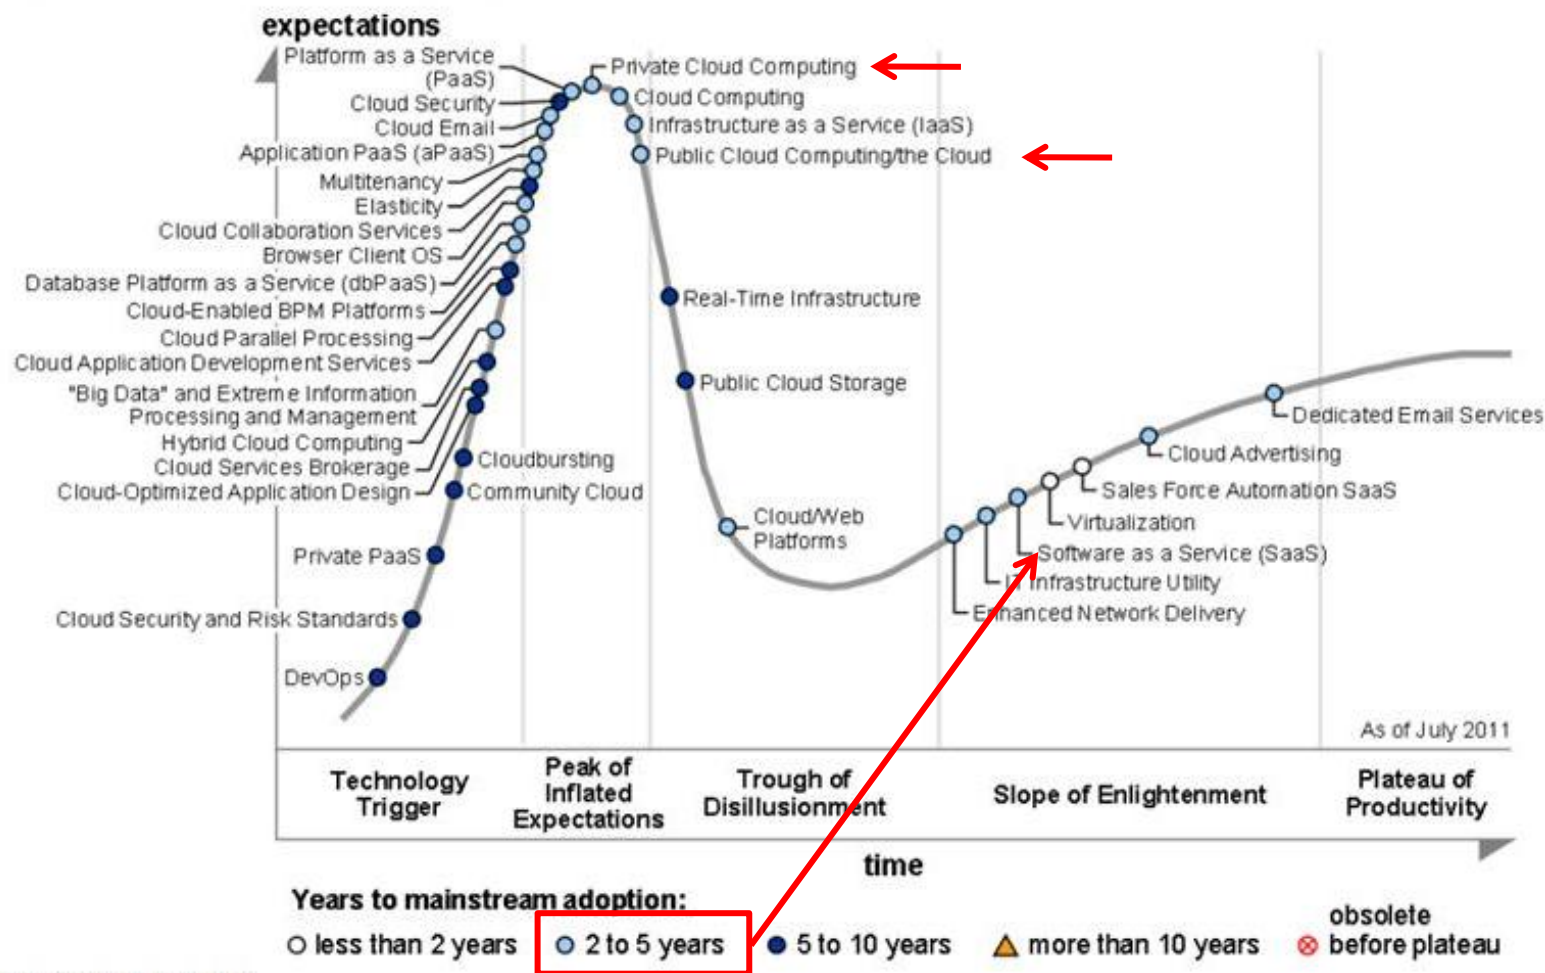 expectations
Platform as a Service
(PaaS)
Cloud Security
Cloud Email
Application PaaS (aPaaS)
Multitenancy
Elasticity
Cloud Collaboration Services
Browser Client OS
Database Platform as a Service (dbPaaS)
Cloud-Enabled BPM Platforms
Cloud Parallel Processing
Cloud Application Development Services
"Big Data" and Extreme Information
Processing and Management
Hybrid Cloud Computing
Cloud Services Brokerage
Cloud-Optimized Application Design
Cloudbursting
Community Cloud
Private PaaS
Cloud Security and Risk Standards
DevOps
Private Cloud Computing
Cloud Computing
Infrastructure as a Service (IaaS)
Public Cloud Computing/the Cloud
Real-Time Infrastructure
Public Cloud Storage
Cloud/Web
Platforms
Dedicated Email Services
Cloud Advertising
Sales Force Automation SaaS
Virtualization
Software as a Service (SaaS)
IT Infrastructure Utility
Enhanced Network Delivery
As of July 2011
Technology
Trigger
Peak of
Inflated
Expectations
Trough of
Disillusionment
Slope of Enlightenment
Plateau of
Productivity
time
Years to mainstream adoption:
less than 2 years
2 to 5 years
5 to 10 years
more than 10 years
obsolete
before plateau